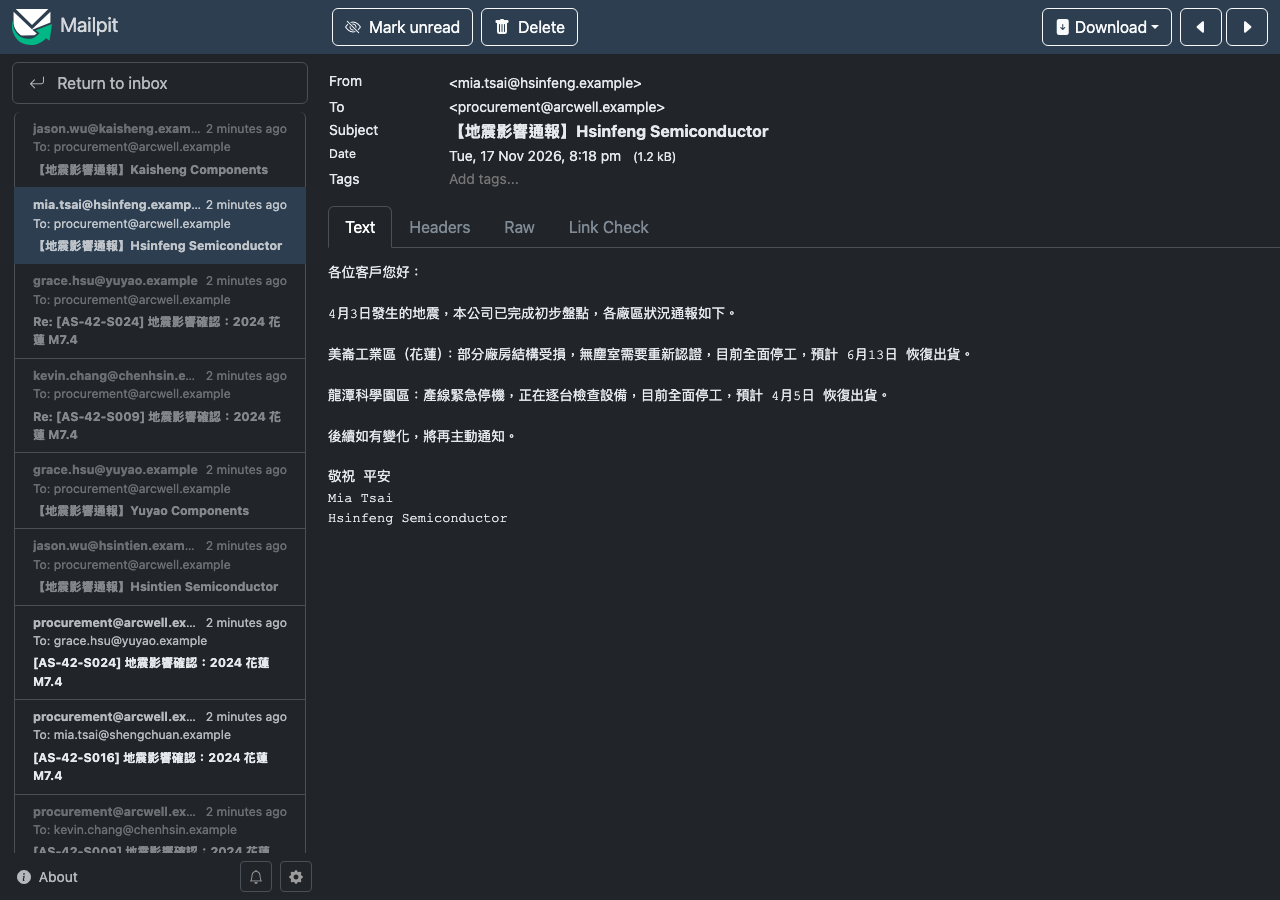 Mailpit
Mark unread
Delete
Download
Return to inbox
jason.wu@kaisheng.exam... 2 minutes ago
To: procurement@arcwell.example
【地震影響通報】Kaisheng Components
mia.tsai@hsinfeng.examp... 2 minutes ago
To: procurement@arcwell.example
【地震影響通報】Hsinfeng Semiconductor
grace.hsu@yuyao.example 2 minutes ago
To: procurement@arcwell.example
Re: [AS-42-S024] 地震影響確認：2024 花
蓮 M7.4
kevin.chang@chenhsin.e... 2 minutes ago
To: procurement@arcwell.example
Re: [AS-42-S009] 地震影響確認：2024 花
蓮 M7.4
grace.hsu@yuyao.example 2 minutes ago
To: procurement@arcwell.example
【地震影響通報】Yuyao Components
jason.wu@hsintien.exam... 2 minutes ago
To: procurement@arcwell.example
【地震影響通報】Hsintien Semiconductor
procurement@arcwell.ex... 2 minutes ago
To: grace.hsu@yuyao.example
[AS-42-S024] 地震影響確認：2024 花蓮
M7.4
procurement@arcwell.ex... 2 minutes ago
To: mia.tsai@shengchuan.example
[AS-42-S016] 地震影響確認：2024 花蓮
M7.4
procurement@arcwell.ex... 2 minutes ago
To: kevin.chang@chenhsin.example
[AS-42-S009] 地震影響確認：2024 花蓮
About
From <mia.tsai@hsinfeng.example>
To <procurement@arcwell.example>
Subject 【地震影響通報】Hsinfeng Semiconductor
Date Tue, 17 Nov 2026, 8:18 pm (1.2 kB)
Tags Add tags...
Text Headers Raw Link Check
各位客戶您好：
4月3日發生的地震，本公司已完成初步盤點，各廠區狀況通報如下。
美崙工業區（花蓮）：部分廠房結構受損，無塵室需要重新認證，目前全面停工，預計 6月13日 恢復出貨。
龍潭科學園區：產線緊急停機，正在逐台檢查設備，目前全面停工，預計 4月5日 恢復出貨。
後續如有變化，將再主動通知。
敬祝 平安
Mia Tsai
Hsinfeng Semiconductor